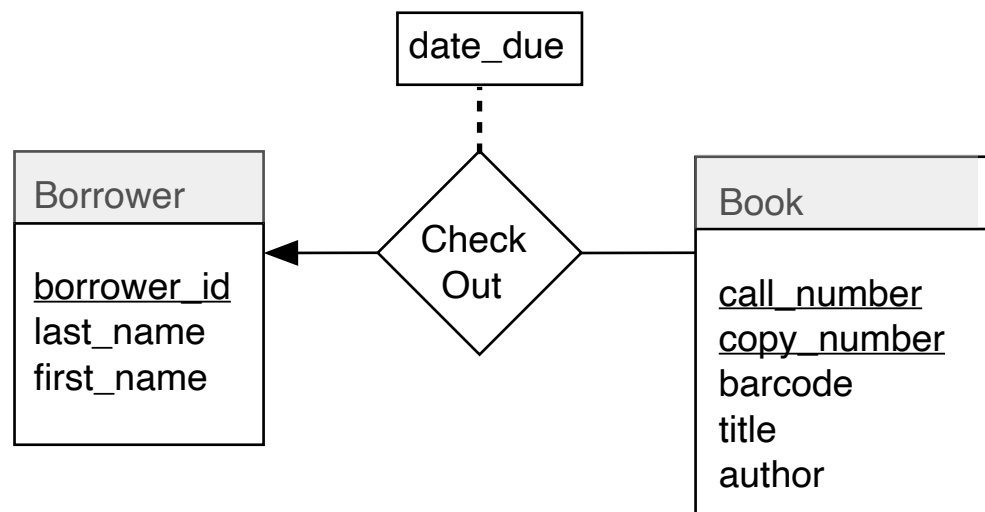 date_due
Borrower
borrower_id
last_name
first_name
Check
Out
Book
call_number
copy_number
barcode
title
author